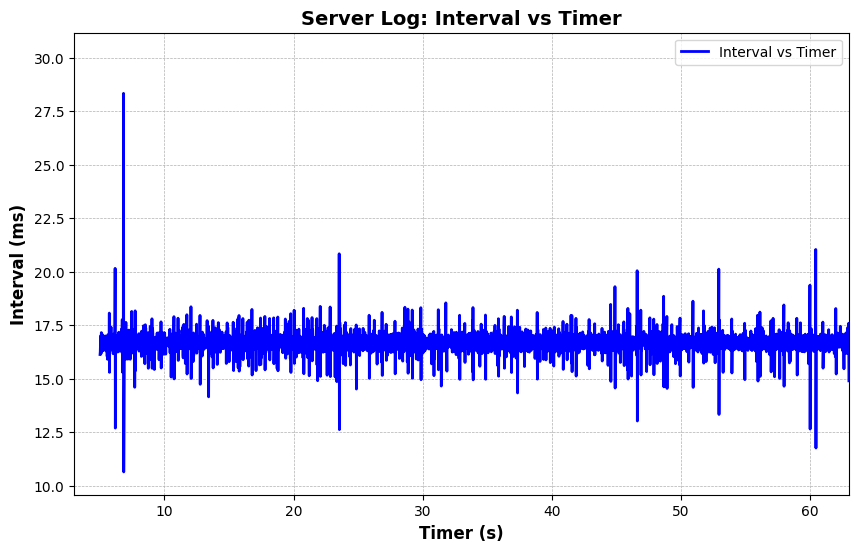 Server Log: Interval vs Timer
Interval vs Timer
30.0
27.5
25.0
22.5
20.0
17.5
15.0
12.5
10.0
Interval (ms)
10 20 30 40 50 60
Timer (s)